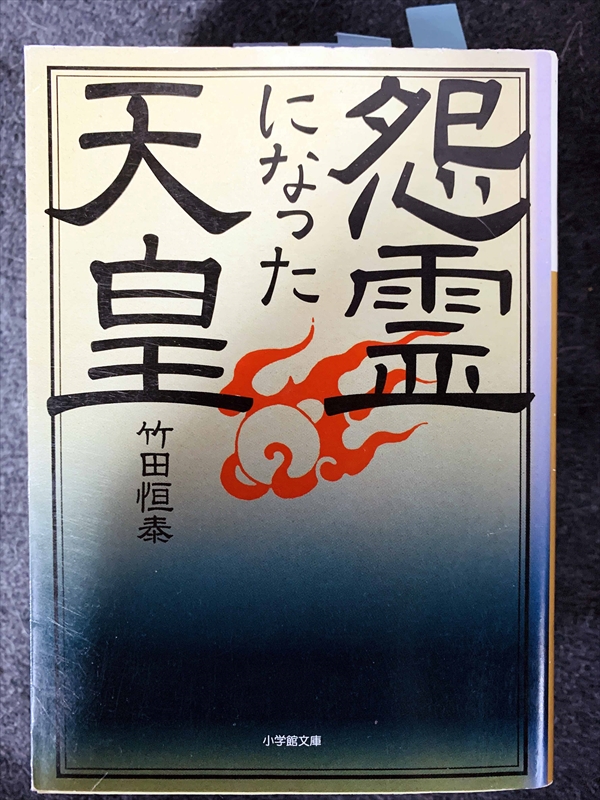 怨霊
になった
天皇
竹田恒泰
小学館文庫